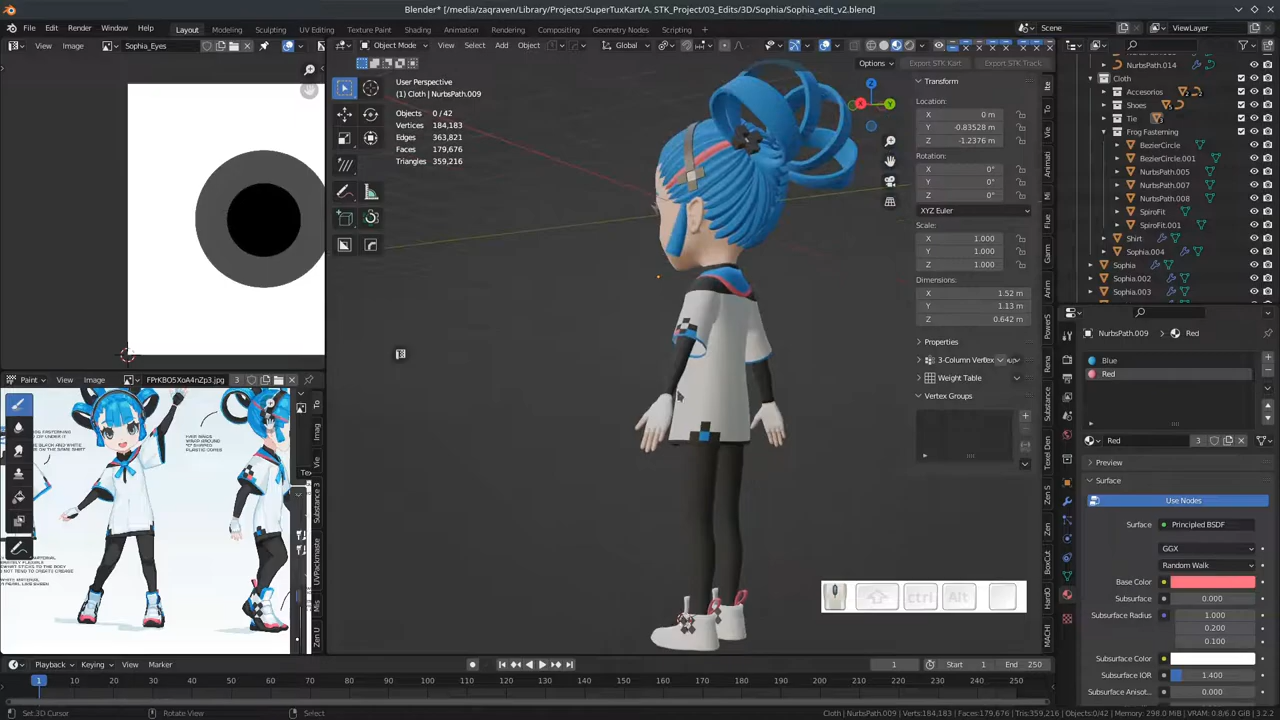 Blender* [/media/zaqraven/Library/Projects/SuperTuxKart/A. STK_Project/03_Edits/3D/Sophia/Sophia_edit_v2.blend]
File Edit Render Window Help Layout Modeling Sculpting UV Editing Texture Paint Shading Animation Rendering Compositing Geometry Nodes Scripting Scene ViewLayer
View Image Sophia_Eyes Object Mode View Select Add Object Global
Options Export STK Kart Export STK Track
User Perspective
(1) Cloth | NurbsPath.009
Objects 0/42
Vertices 184,183
Edges 363,821
Faces 179,676
Triangles 359,216
Transform
Location:
X 0 m
Y -0.83528 m
Z -1.2376 m
Rotation:
X 0°
Y 0°
Z 0°
XYZ Euler
Scale:
X 1.000
Y 1.000
Z 1.000
Dimensions:
X 1.52 m
Y 1.13 m
Z 0.642 m
Properties
3-Column Vertex
Weight Table
Vertex Groups
NurbsPath.014
Cloth
Accesorios
Shoes
Tie
Frog Fasterning
BezierCircle
BezierCircle.001
NurbsPath.005
NurbsPath.007
NurbsPath.008
SpiroFit
SpiroFit.001
Shirt
Sophia.004
Sophia
Sophia.002
Sophia.003
NurbsPath.009 Red
Blue
Red
Red 3
Preview
Surface
Use Nodes
Surface Principled BSDF
GGX
Random Walk
Base Color
Subsurface 0.000
Subsurface Radius 1.000
0.200
0.100
Subsurface Color
Subsurface IOR 1.400
Subsurface Anisot... 0.000
Paint View Image FPrKBO5XoA4nZp3.jpg 3
ctrl Alt
Playback Keying View Marker 1 Start 1 End 250
1 10 20 30 40 50 60 70 80 90 100 110 120 130 140 150 160 170 180 190 200 210 220 230 240 250
Set 3D Cursor Rotate View Select Cloth | NurbsPath.009 | Verts:184,183 | Faces:179,676 | Tris:359,216 | Objects:0/42 | Memory: 298.0 MiB | VRAM: 0.8/6.0 GiB | 3.2.2